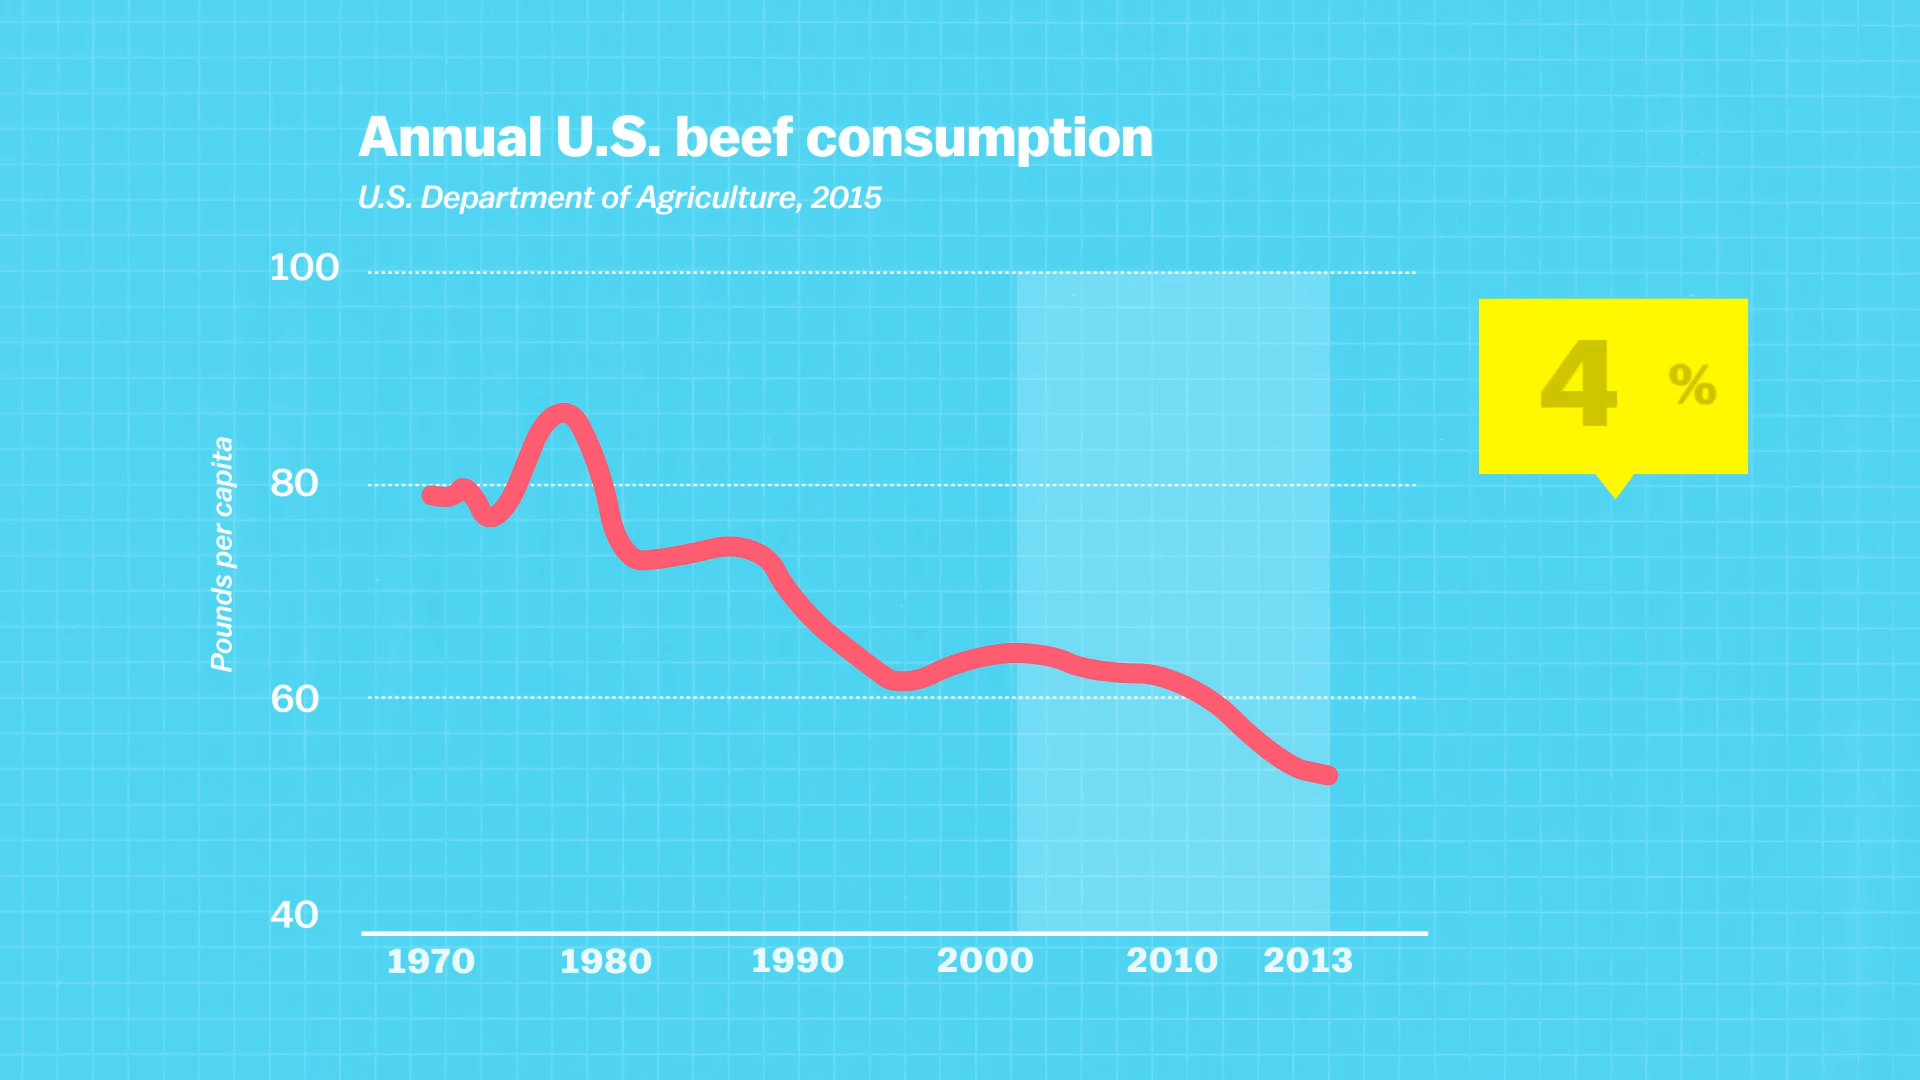 Annual U.S. beef consumption
U.S. Department of Agriculture, 2015
100
80
60
40
Pounds per capita
1970 1980 1990 2000 2010 2013
4 %